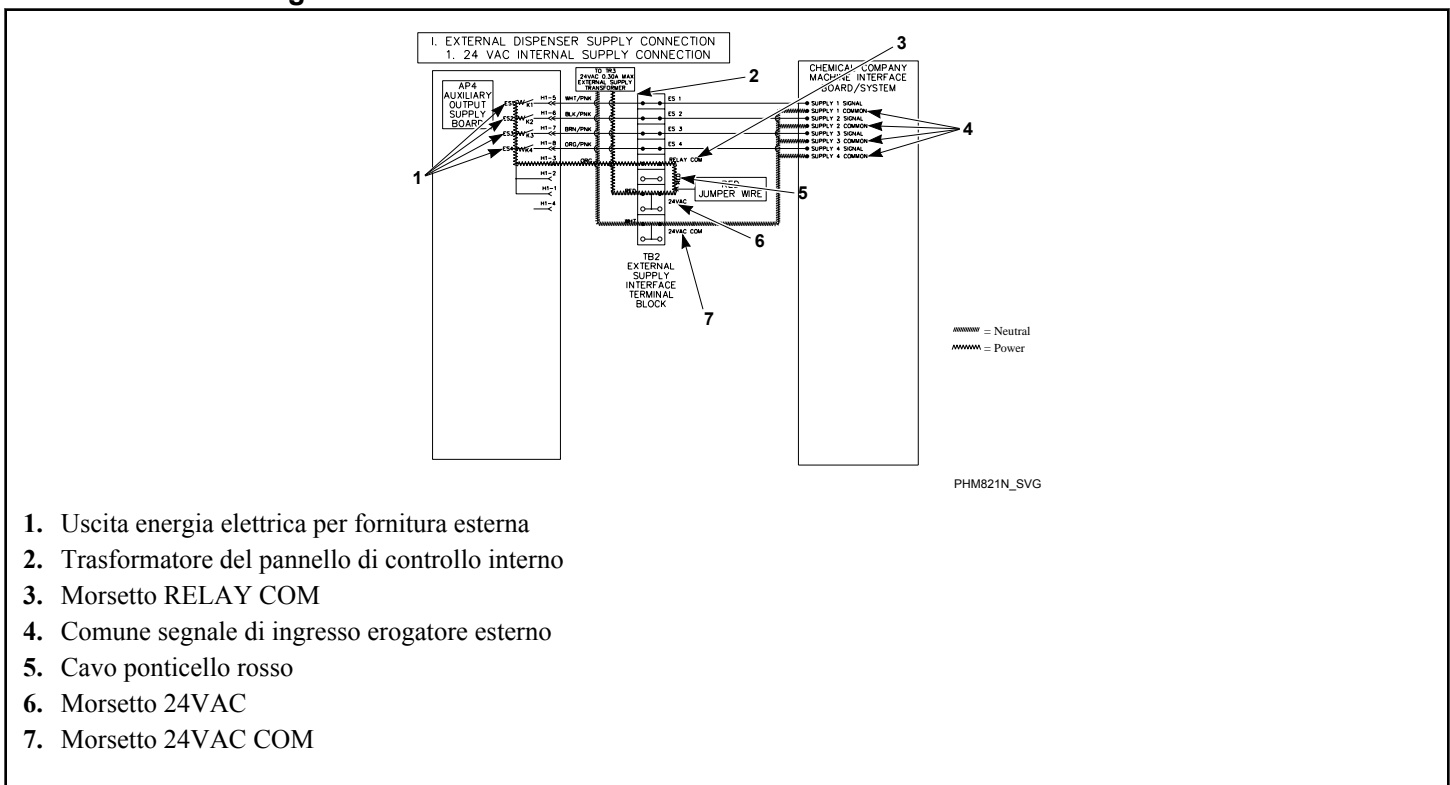 I. EXTERNAL DISPENSER SUPPLY CONNECTION
1. 24 VAC INTERNAL SUPPLY CONNECTION
3
TO TR3
24VAC 0.30A MAX
EXTERNAL SUPPLY
TRANSFORMER
2
CHEMICAL COMPANY
MACHINE INTERFACE
BOARD/SYSTEM
AP4
AUXILIARY
OUTPUT
SUPPLY
BOARD
ES1 K1 H1-5 WHT/PNK ES 1 SUPPLY 1 SIGNAL
SUPPLY 1 COMMON
ES2 K2 H1-6 BLK/PNK ES 2 SUPPLY 2 SIGNAL
SUPPLY 2 COMMON
ES3 K3 H1-7 BRN/PNK ES 3 SUPPLY 3 SIGNAL
SUPPLY 3 COMMON
ES4 K4 H1-8 ORG/PNK ES 4 SUPPLY 4 SIGNAL
SUPPLY 4 COMMON
4
H1-3 ORG RELAY COM
1
H1-2
H1-1 RED
RED
JUMPER WIRE
5
H1-4
24VAC
6
WHT
24VAC COM
7
TB2
EXTERNAL
SUPPLY
INTERFACE
TERMINAL
BLOCK
= Neutral
= Power
PHM821N_SVG
1. Uscita energia elettrica per fornitura esterna
2. Trasformatore del pannello di controllo interno
3. Morsetto RELAY COM
4. Comune segnale di ingresso erogatore esterno
5. Cavo ponticello rosso
6. Morsetto 24VAC
7. Morsetto 24VAC COM